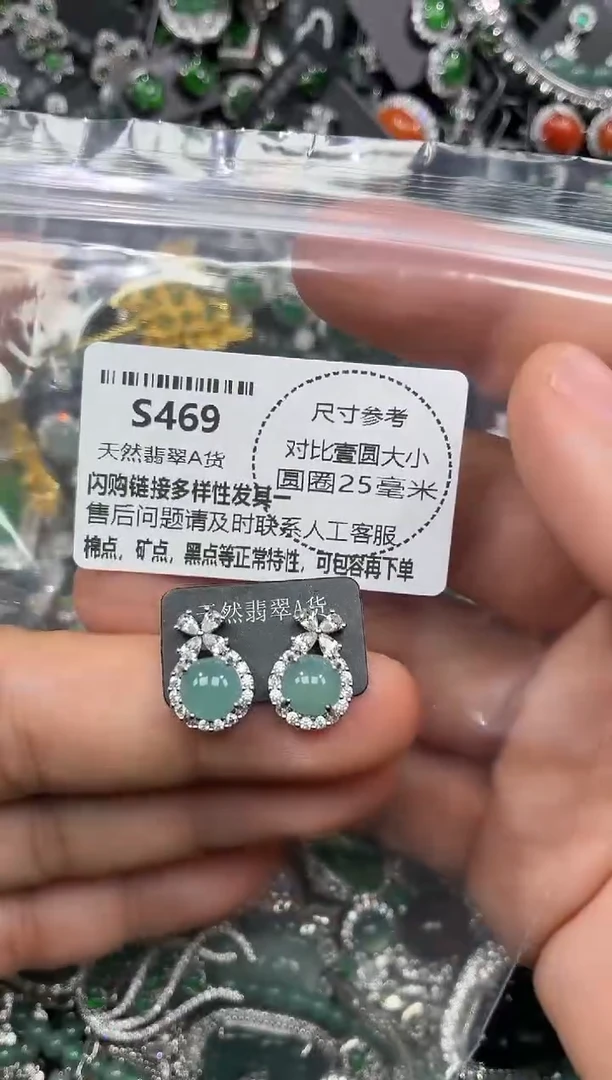 S469
尺寸参考
天然翡翠A货
对比壹圆大小
闪购链接多样性发其一
圆圈25毫米
售后问题请及时联系人工客服
棉点,矿点,黑点等正常特性,可包容再下单
天然翡翠A货